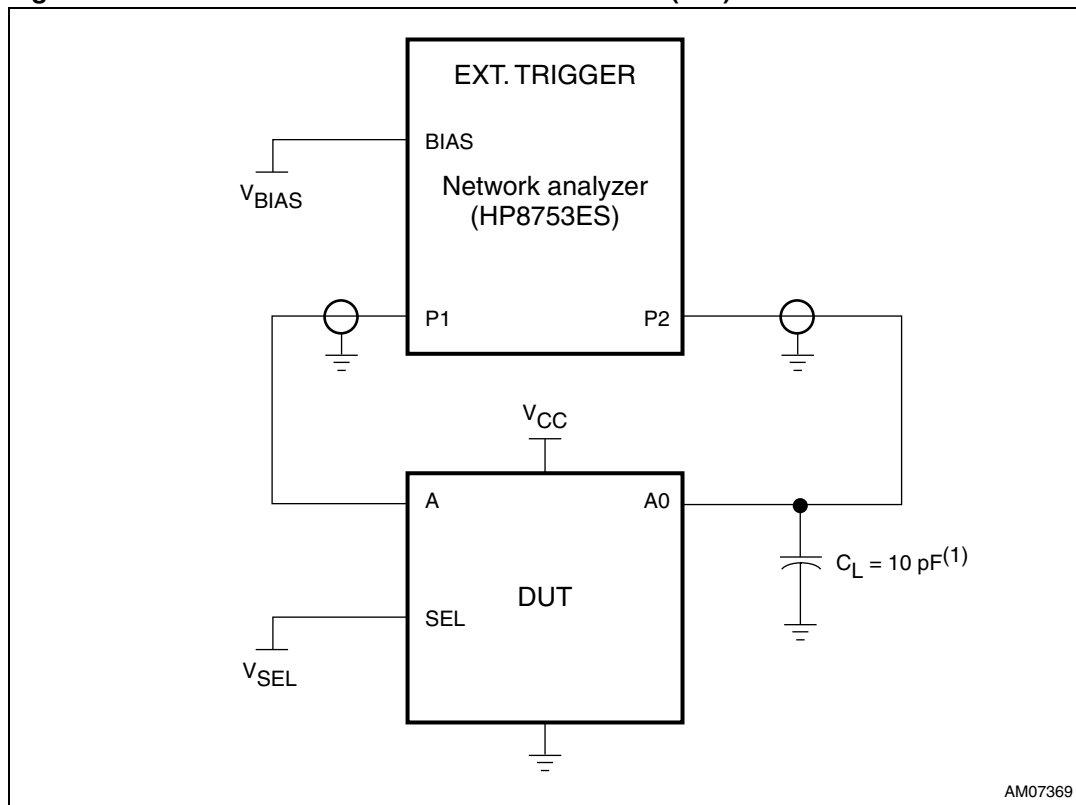 EXT. TRIGGER
BIAS
V_BIAS
Network analyzer
(HP8753ES)
P1
P2
V_CC
A
A0
C_L = 10 pF(1)
DUT
SEL
V_SEL
AM07369